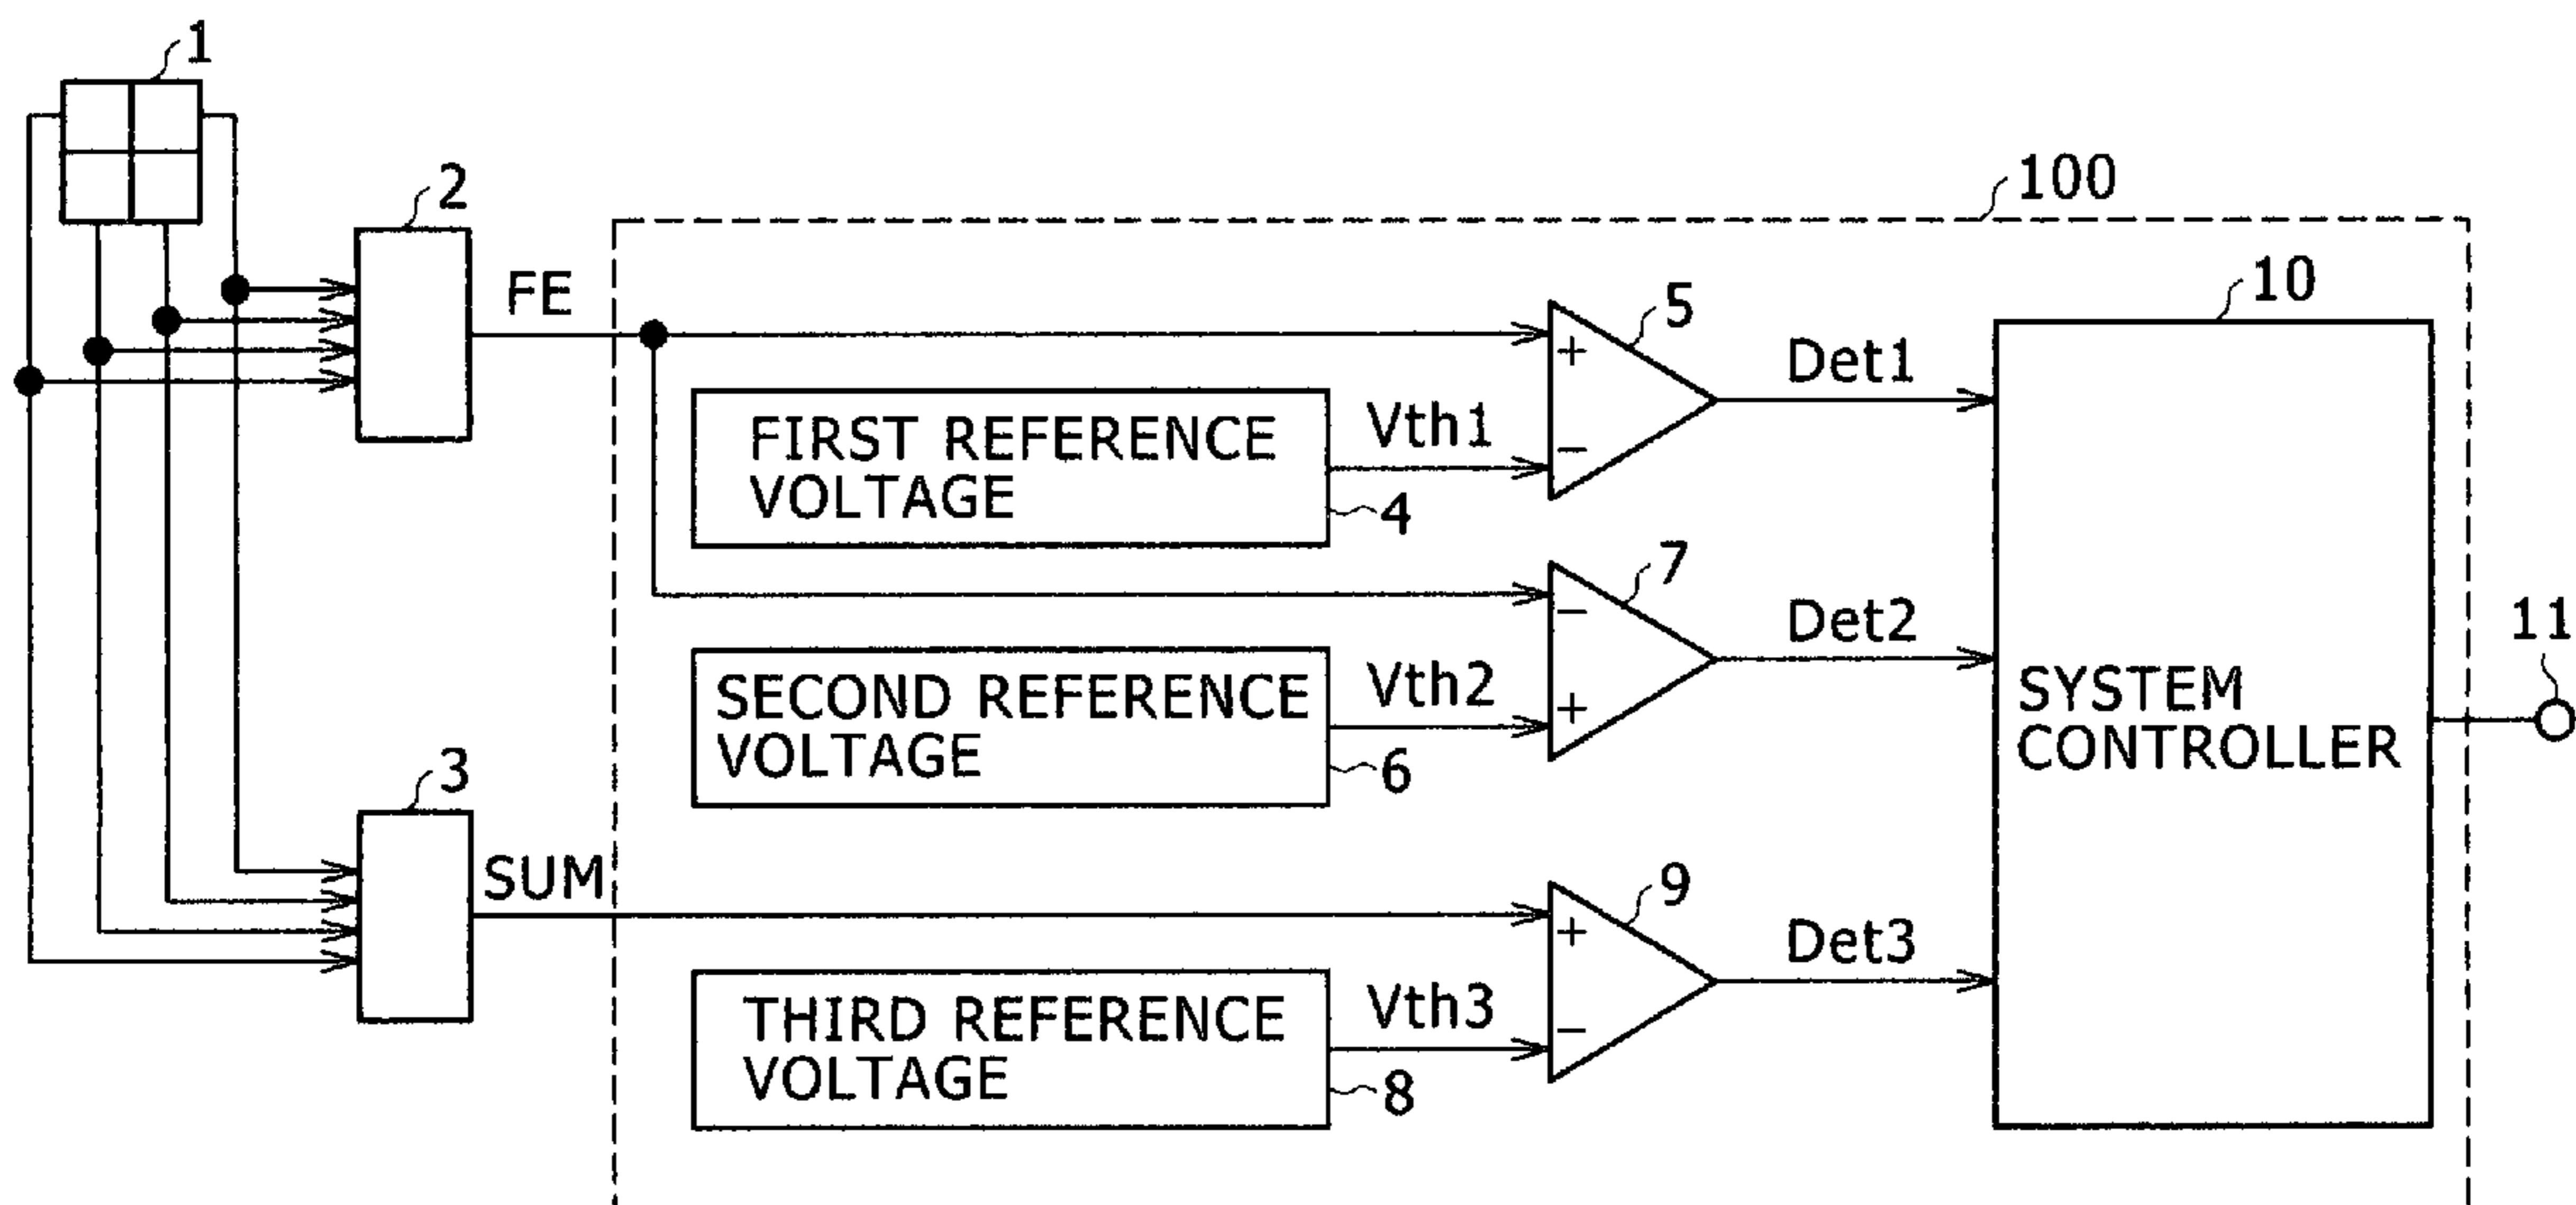 1
2
100
FE
10
5
Det1
FIRST REFERENCE
VOLTAGE
Vth1
4
+
−
7
Det2
11
SECOND REFERENCE
VOLTAGE
Vth2
6
−
+
SYSTEM
CONTROLLER
3
SUM
9
Det3
THIRD REFERENCE
VOLTAGE
Vth3
8
+
−